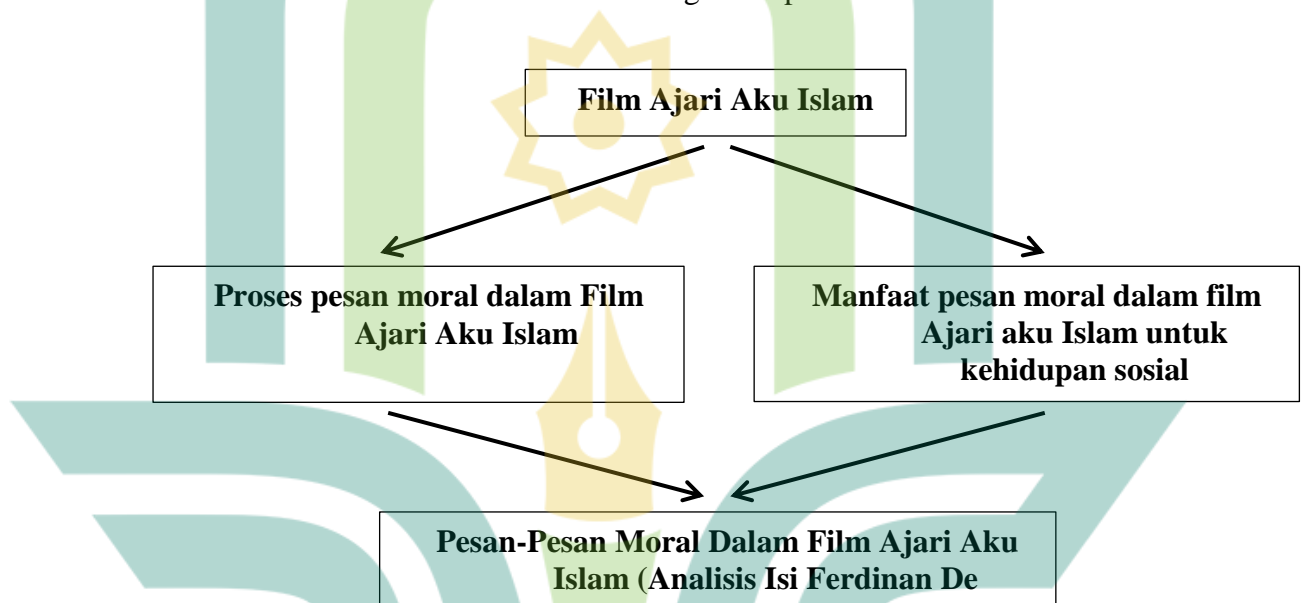 Film Ajari Aku Islam
Proses pesan moral dalam Film
Ajari Aku Islam
Manfaat pesan moral dalam film
Ajari aku Islam untuk
kehidupan sosial
Pesan-Pesan Moral Dalam Film Ajari Aku
Islam (Analisis Isi Ferdinan De